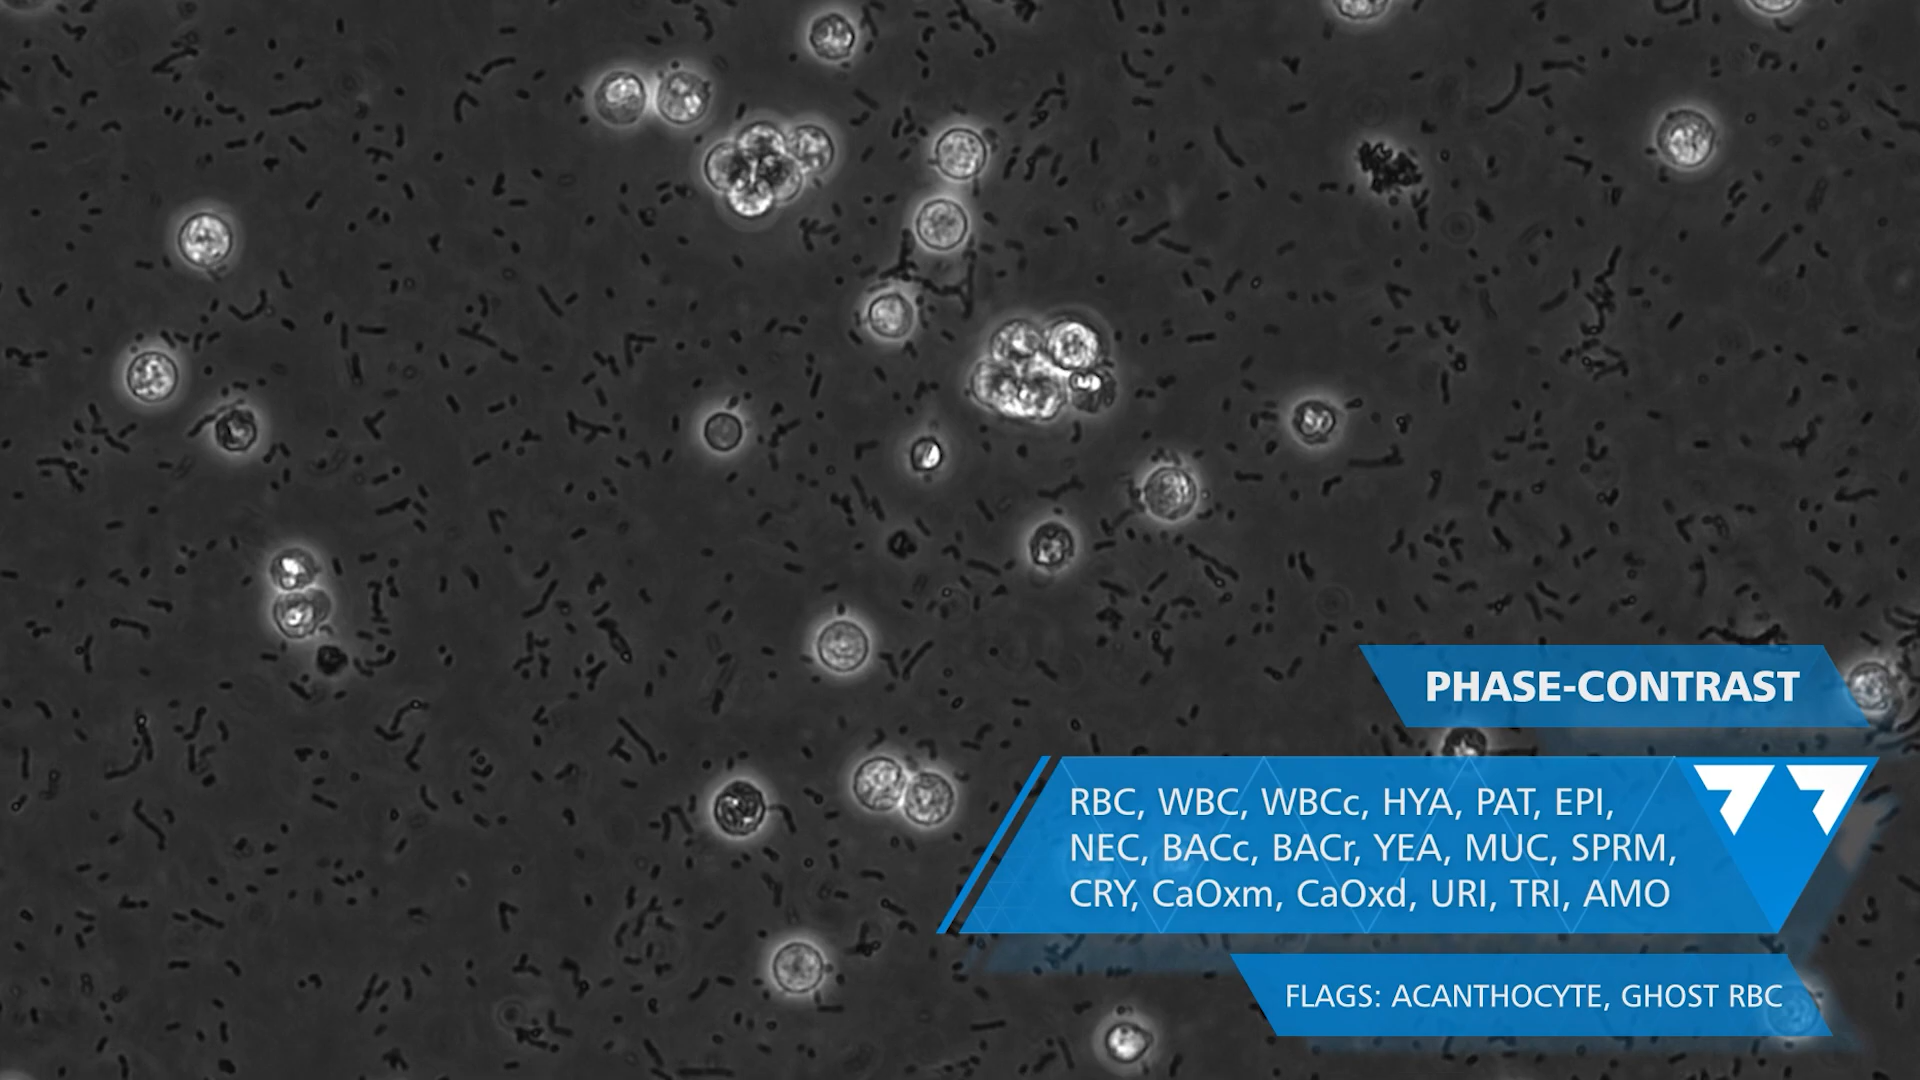 PHASE-CONTRAST
RBC, WBC, WBCc, HYA, PAT, EPI,
NEC, BACc, BACr, YEA, MUC, SPRM,
CRY, CaOxm, CaOxd, URI, TRI, AMO
FLAGS: ACANTHOCYTE, GHOST RBC